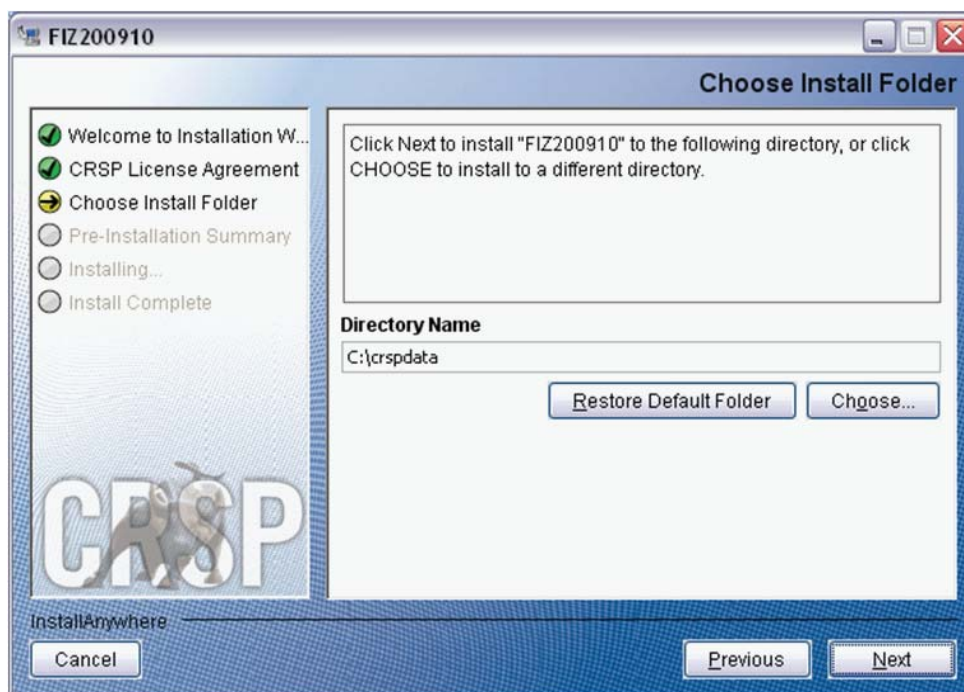 FIZ200910
Choose Install Folder
Welcome to Installation W...
CRSP License Agreement
Choose Install Folder
Pre-Installation Summary
Installing...
Install Complete
CRSP
Click Next to install "FIZ200910" to the following directory, or click
CHOOSE to install to a different directory.
Directory Name
C:\crspdata
Restore Default Folder
Choose...
InstallAnywhere
Cancel
Previous
Next